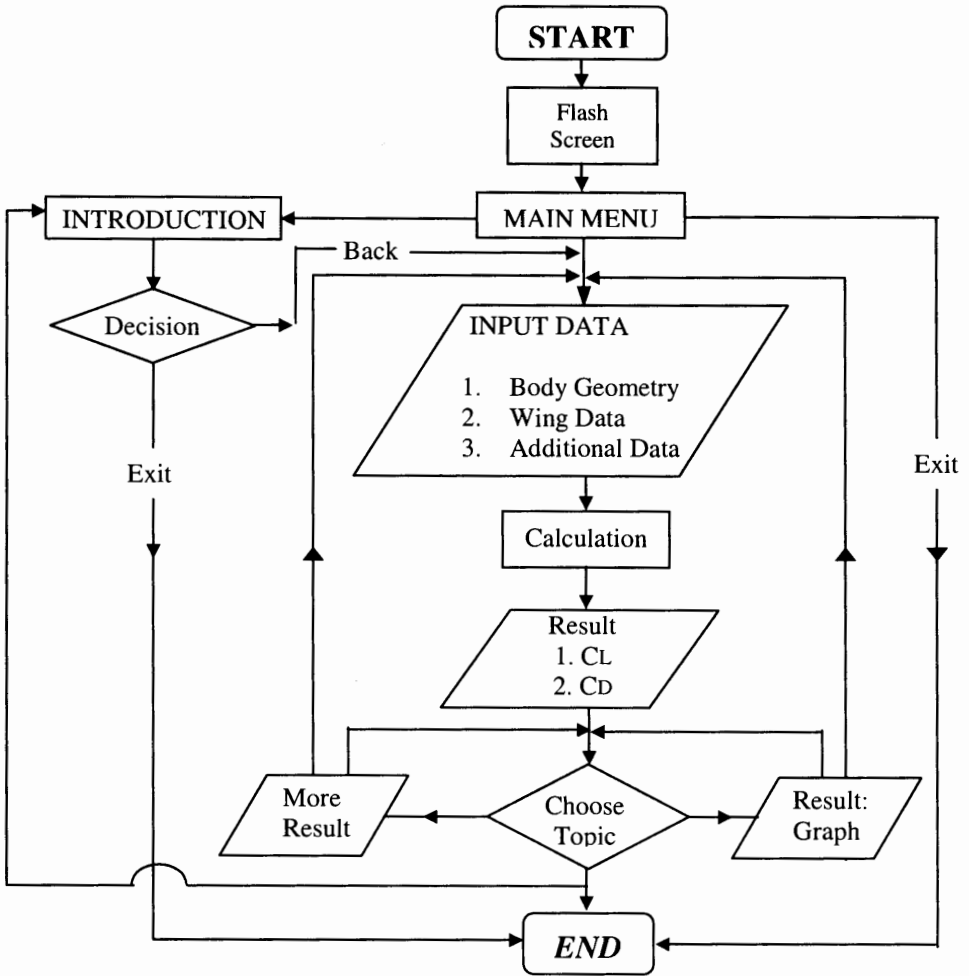 START
Flash
Screen
INTRODUCTION
MAIN MENU
Back
Decision
INPUT DATA
1. Body Geometry
2. Wing Data
3. Additional Data
Exit
Exit
Calculation
Result
1. CL
2. CD
More
Result
Choose
Topic
Result:
Graph
END